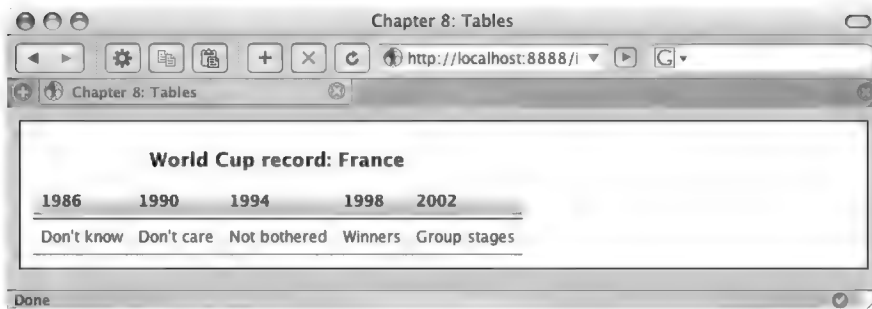 Chapter 8: Tables
http://localhost:8888/i
G
Chapter 8: Tables
World Cup record: France
1986 1990 1994 1998 2002
Don't know Don't care Not bothered Winners Group stages
Done